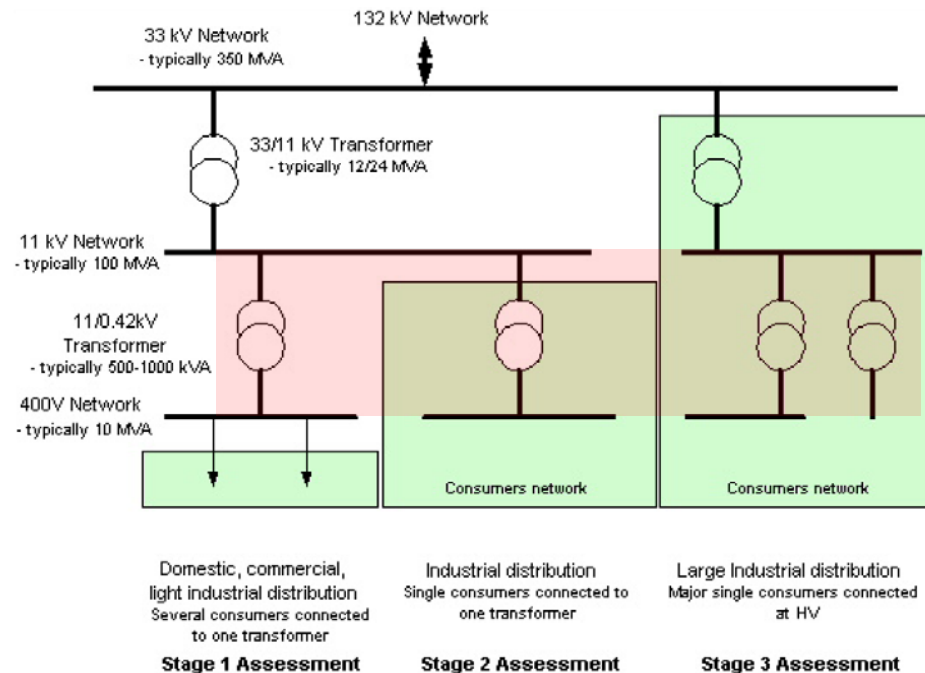 132 kV Network
33 kV Network
- typically 350 MVA
33/11 kV Transformer
- typically 12/24 MVA
11 kV Network
- typically 100 MVA
11/0.42kV
Transformer
- typically 500-1000 kVA
400V Network
- typically 10 MVA
Consumers network
Consumers network
Domestic, commercial,
light industrial distribution
Several consumers connected
to one transformer
Stage 1 Assessment
Industrial distribution
Single consumers connected to
one transformer
Stage 2 Assessment
Large Industrial distribution
Major single consumers connected
at HV
Stage 3 Assessment